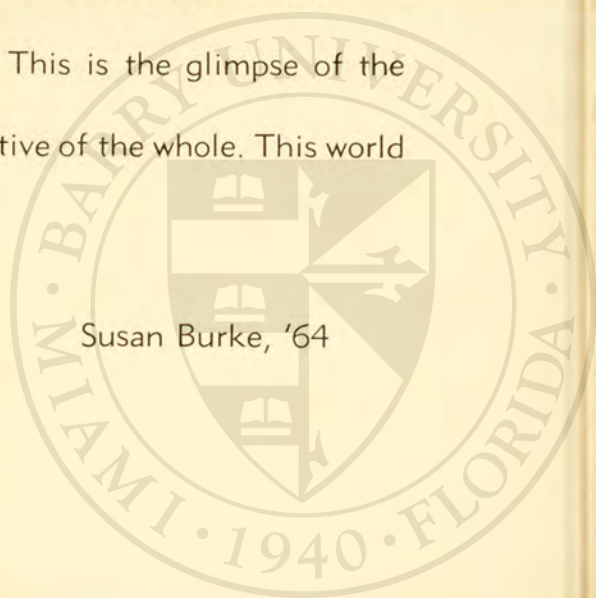 This is the glimpse of the
tive of the whole. This world
Susan Burke, '64
BARRY UNIVERSITY
MIAMI · 1940 · FLORIDA